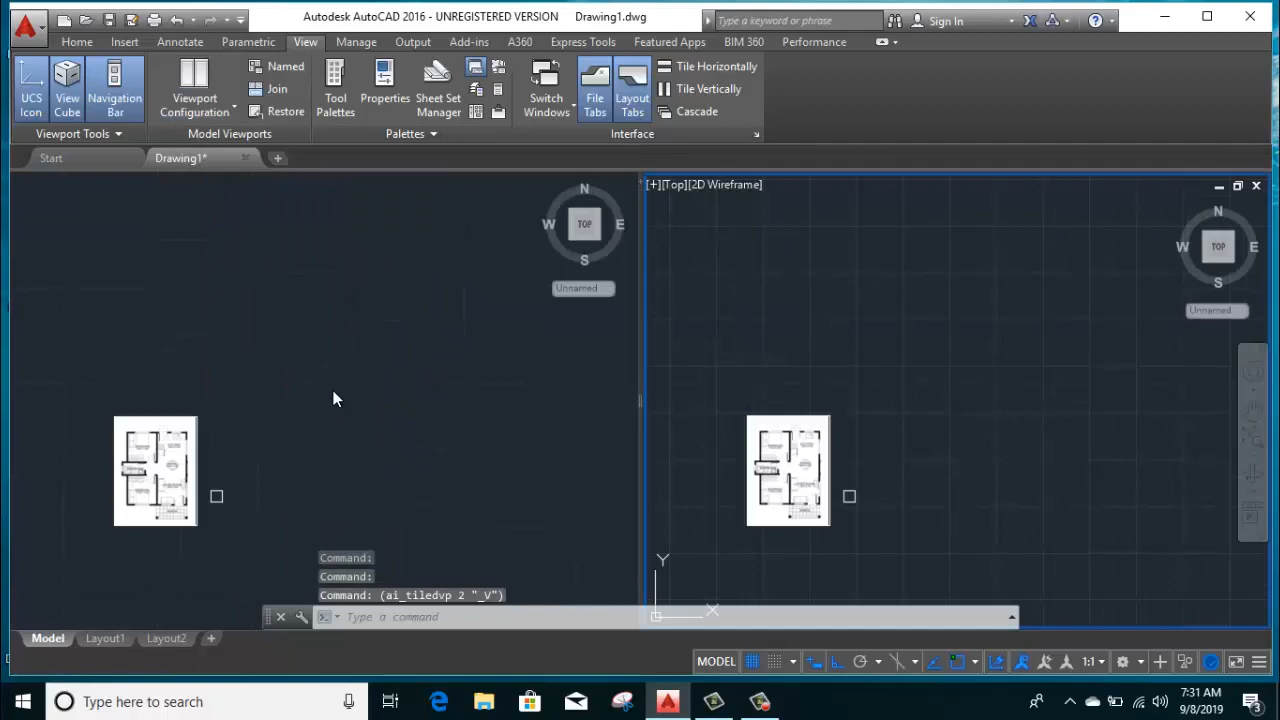 Autodesk AutoCAD 2016 - UNREGISTERED VERSION Drawing1.dwg
Type a keyword or phrase
Sign In
Home Insert Annotate Parametric View Manage Output Add-ins A360 Express Tools Featured Apps BIM 360 Performance
UCS Icon
View Cube
Navigation Bar
Viewport Configuration
Named
Join
Restore
Tool Palettes
Properties
Sheet Set Manager
Switch Windows
File Tabs
Layout Tabs
Tile Horizontally
Tile Vertically
Cascade
Viewport Tools
Model Viewports
Palettes
Interface
Start
Drawing1*
N
W TOP E
S
Unnamed
[+][Top][2D Wireframe]
N
W TOP E
S
Unnamed
Y
X
Command:
Command:
Command: (ai_tiledvp 2 "_V")
Type a command
Model Layout1 Layout2
MODEL
1:1
Type here to search
7:31 AM
9/8/2019
3